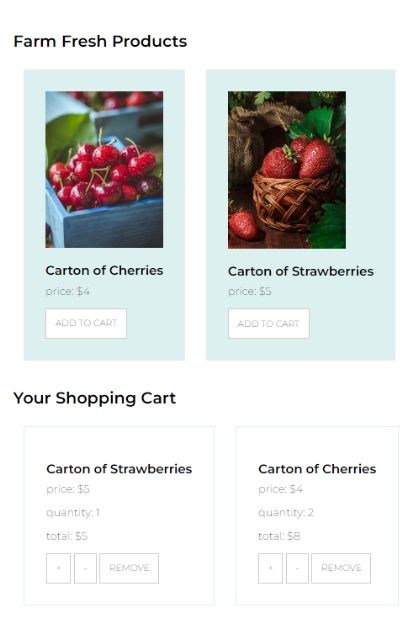 Farm Fresh Products
Carton of Cherries
price: $4
ADD TO CART
Carton of Strawberries
price: $5
ADD TO CART
Your Shopping Cart
Carton of Strawberries
price: $5
quantity: 1
total: $5
+ - REMOVE
Carton of Cherries
price: $4
quantity: 2
total: $8
+ - REMOVE